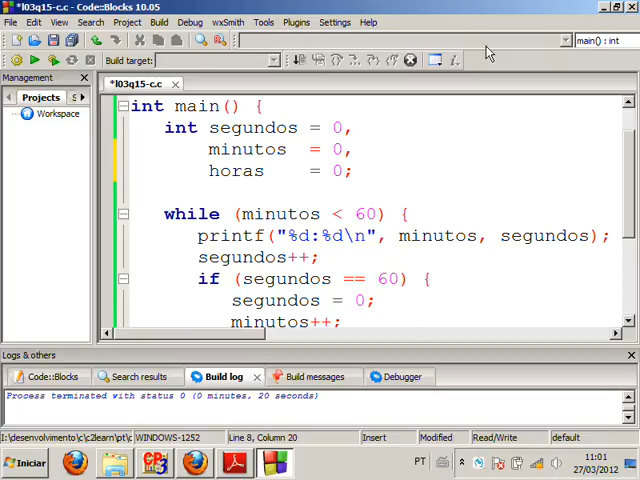 *l03q15-c.c - Code::Blocks 10.05
File Edit View Search Project Build Debug wxSmith Tools Plugins Settings Help
main() : int
Build target:
Management
*l03q15-c.c
Projects S
Workspace
int main() {
int segundos = 0,
minutos = 0,
horas = 0;
while (minutos < 60) {
printf("%d:%d\n", minutos, segundos);
segundos++;
if (segundos == 60) {
segundos = 0;
minutos++;
Logs & others
Code::Blocks Search results Build log Build messages Debugger
Process terminated with status 0 (0 minutes, 20 seconds)
I:\desenvolvimento\c\c2learn\pt\c WINDOWS-1252 Line 8, Column 20 Insert Modified Read/Write default
Iniciar PT 11:01
27/03/2012